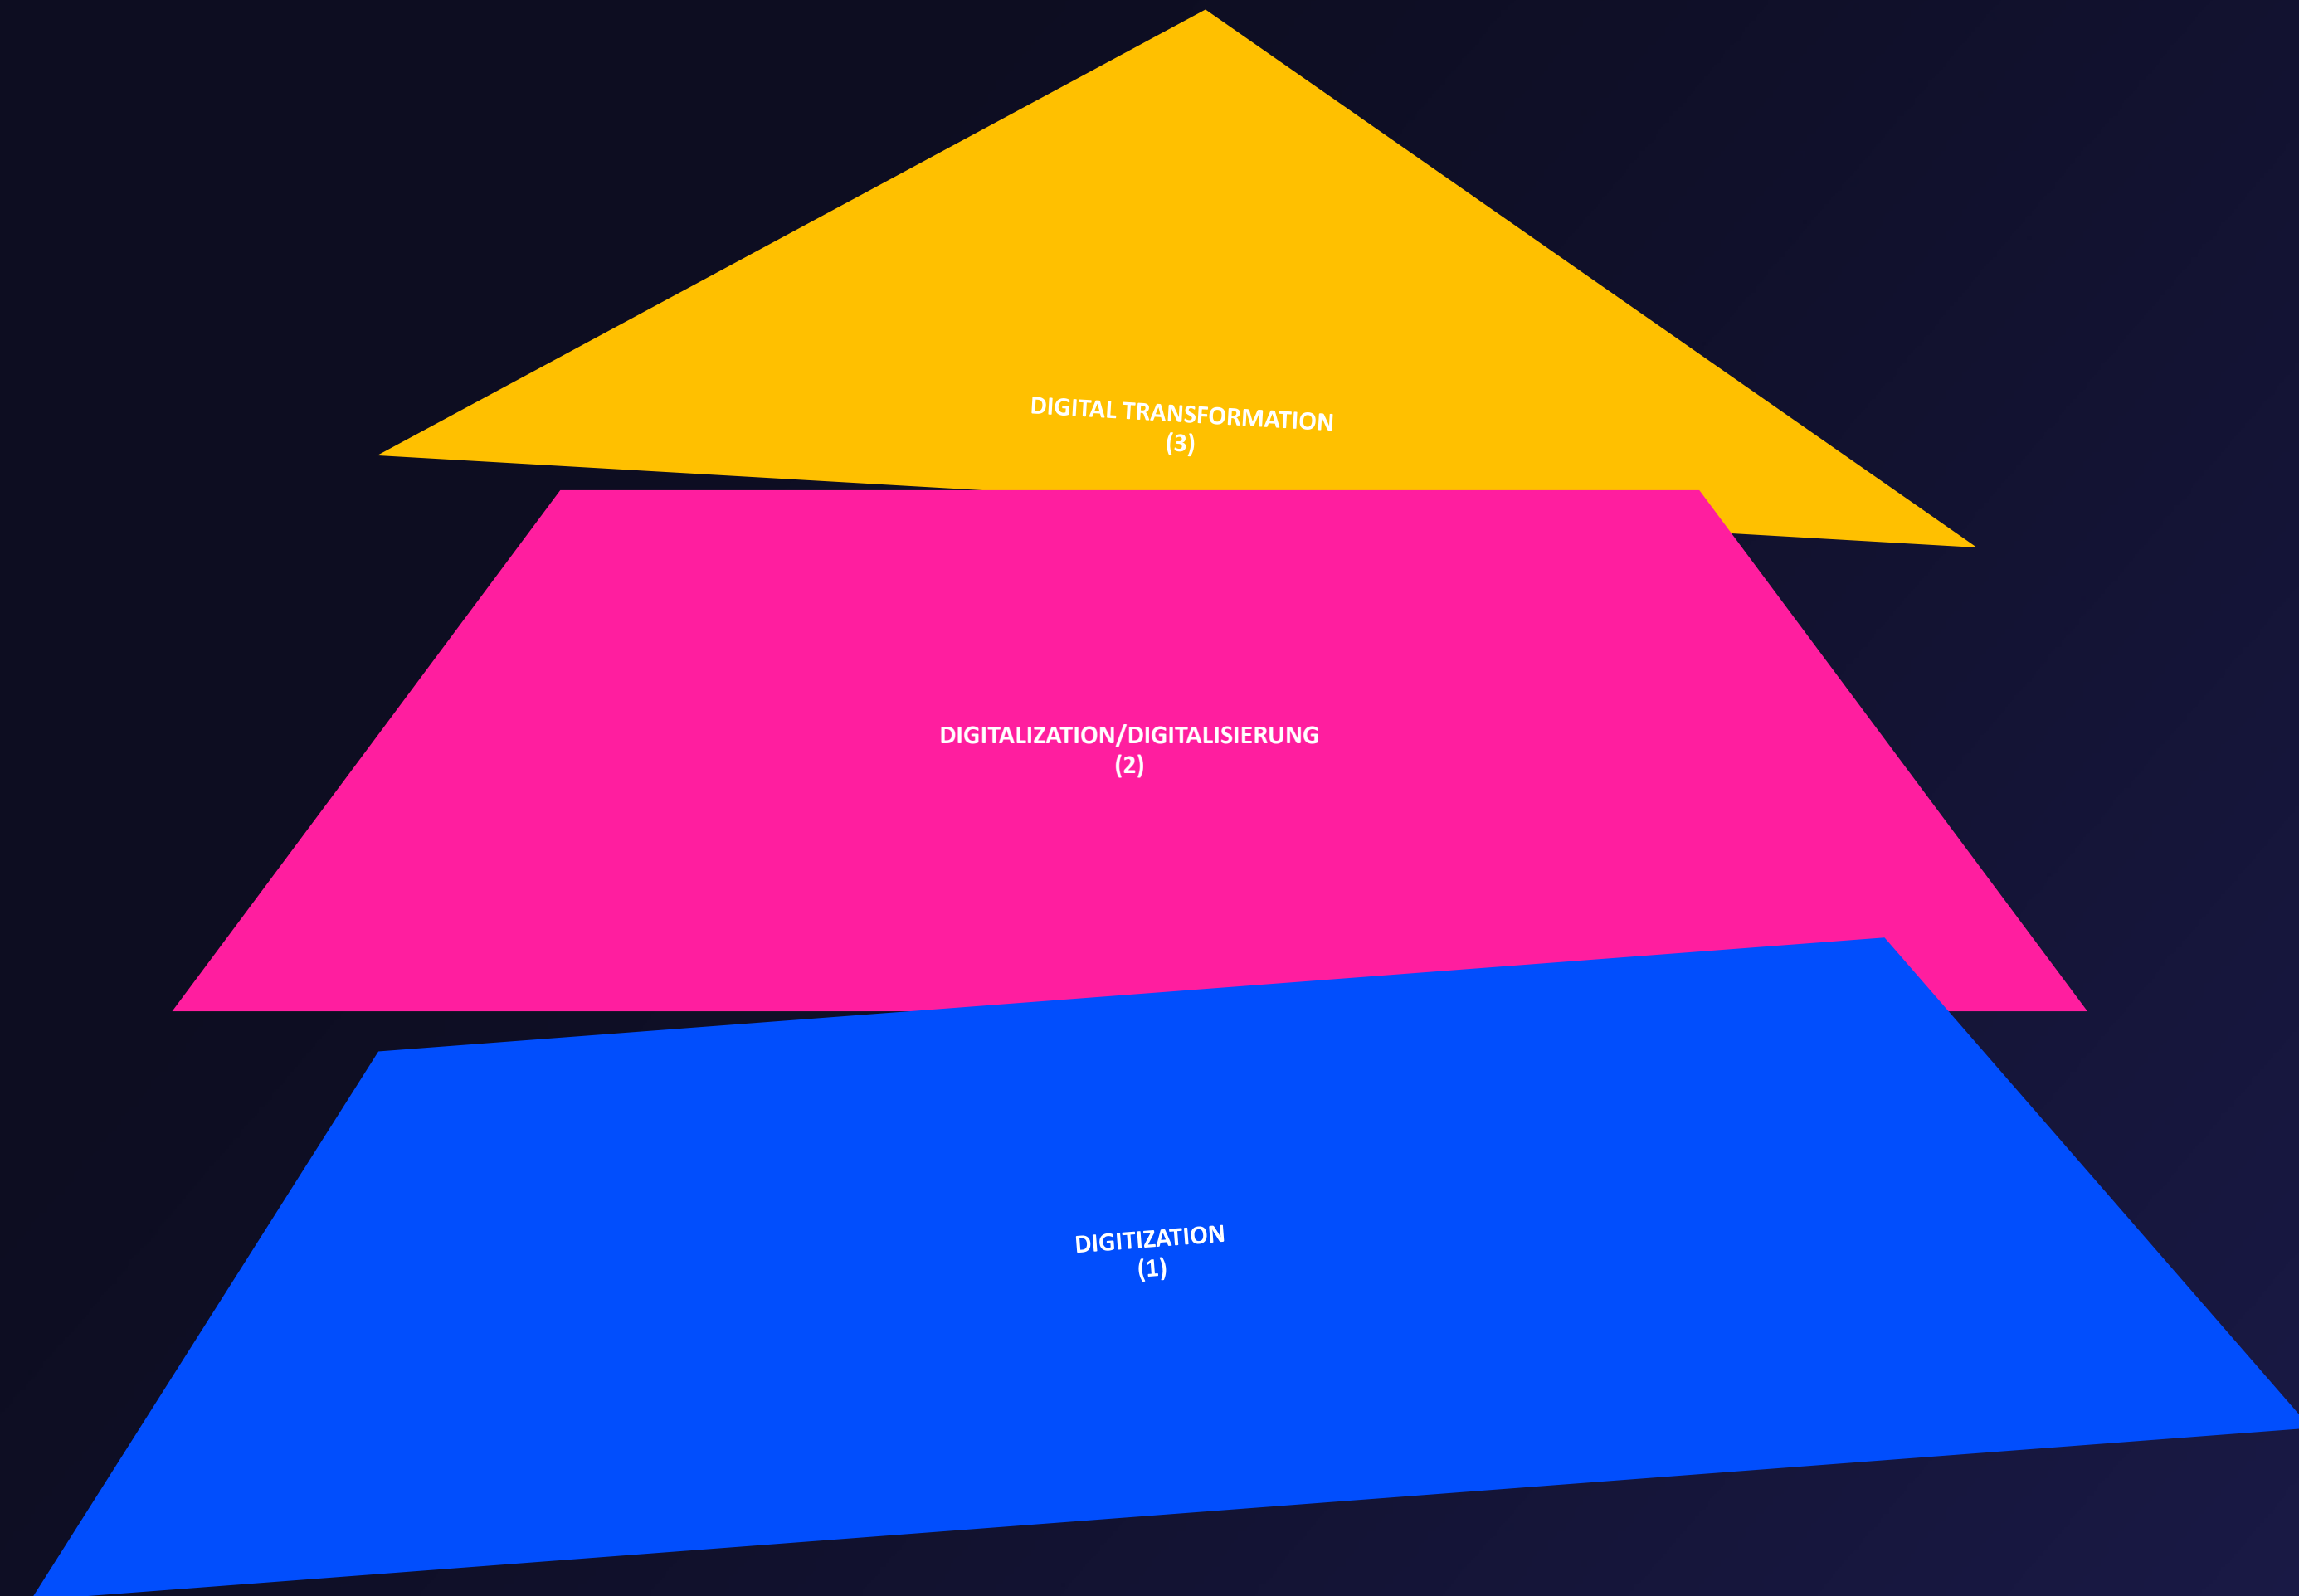 DIGITAL TRANSFORMATION
(3)
DIGITALIZATION/DIGITALISIERUNG
(2)
DIGITIZATION
(1)